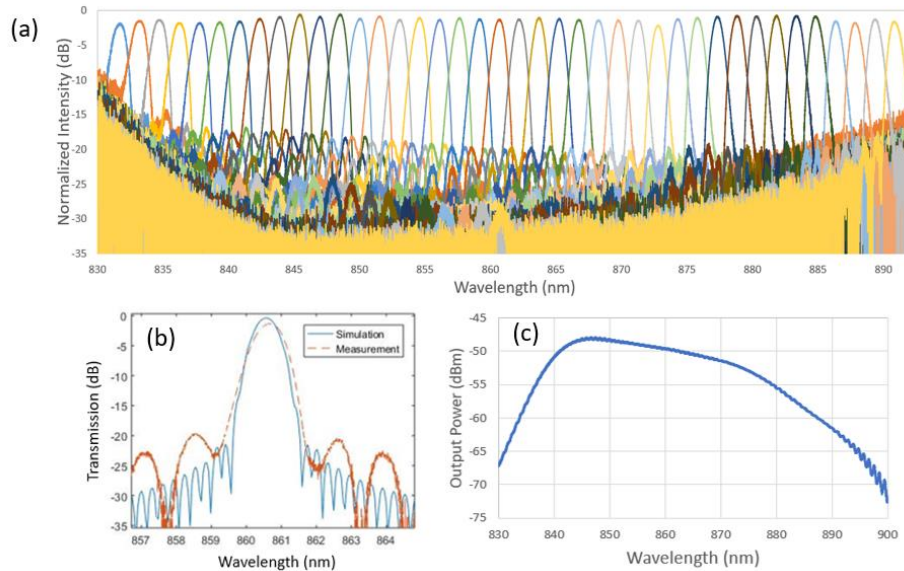 (a)
Normalized Intensity (dB)
0
-5
-10
-15
-20
-25
-30
-35
830 835 840 845 850 855 860 865 870 875 880 885 890
Wavelength (nm)
(b)
Simulation
Measurement
Transmission (dB)
0
-5
-10
-15
-20
-25
-30
-35
857 858 859 860 861 862 863 864
Wavelength (nm)
(c)
Output Power (dBm)
-45
-50
-55
-60
-65
-70
-75
830 840 850 860 870 880 890 900
Wavelength (nm)